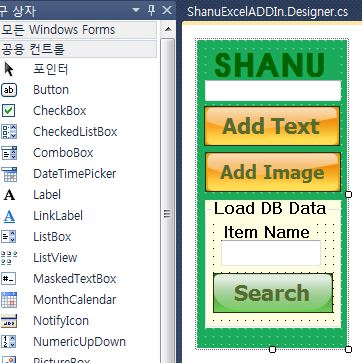 구 상자
모든 Windows Forms
공용 컨트롤
포인터
Button
CheckBox
CheckedListBox
ComboBox
DateTimePicker
Label
LinkLabel
ListBox
ListView
MaskedTextBox
MonthCalendar
NotifyIcon
NumericUpDown
PictureBox
ShanuExcelADDIn.Designer.cs
SHANU
Add Text
Add Image
Load DB Data
Item Name
Search